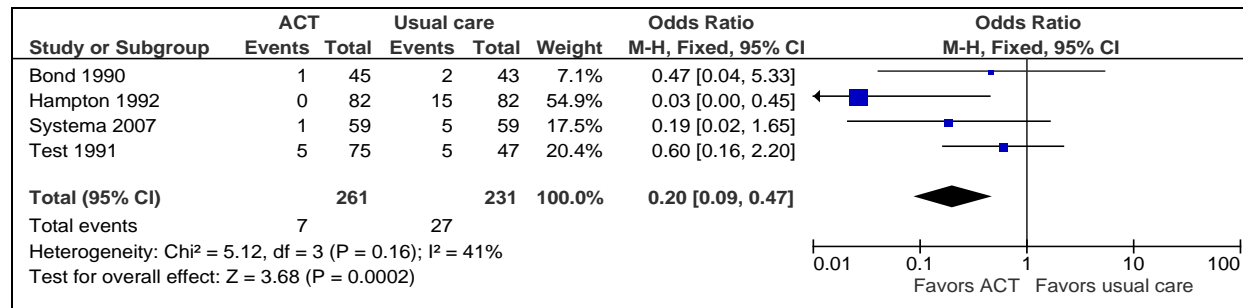 ACT Usual care Odds Ratio Odds Ratio
Study or Subgroup Events Total Events Total Weight M-H, Fixed, 95% CI M-H, Fixed, 95% CI
Bond 1990 1 45 2 43 7.1% 0.47 [0.04, 5.33]
Hampton 1992 0 82 15 82 54.9% 0.03 [0.00, 0.45]
Systema 2007 1 59 5 59 17.5% 0.19 [0.02, 1.65]
Test 1991 5 75 5 47 20.4% 0.60 [0.16, 2.20]
Total (95% CI) 261 231 100.0% 0.20 [0.09, 0.47]
Total events 7 27
Heterogeneity: Chi² = 5.12, df = 3 (P = 0.16); I² = 41%
Test for overall effect: Z = 3.68 (P = 0.0002)
0.01 0.1 1 10 100
Favors ACT Favors usual care